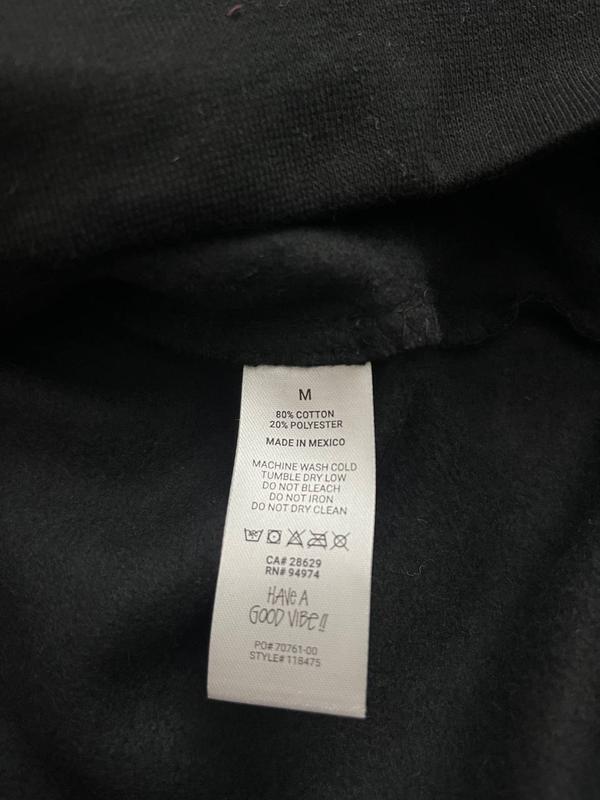 M
80% COTTON
20% POLYESTER
MADE IN MEXICO
MACHINE WASH COLD
TUMBLE DRY LOW
DO NOT BLEACH
DO NOT IRON
DO NOT DRY CLEAN
CA# 28629
RN# 94974
HAVe A
GOOD VIBe!!
PO# 70761-00
STYLE# 118475